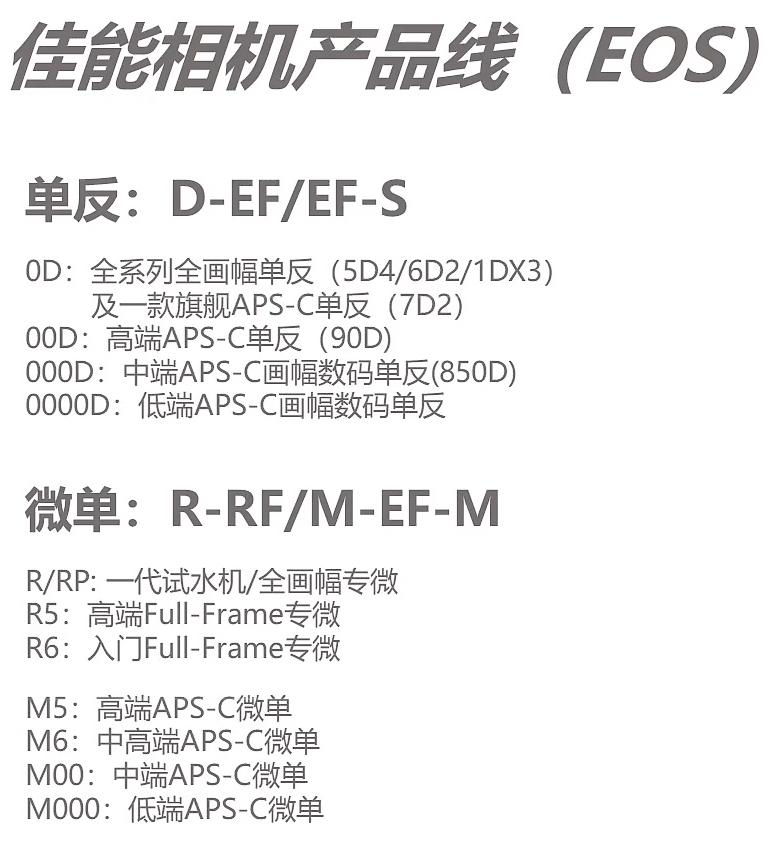 佳能相机产品线（EOS）
单反：D-EF/EF-S
0D：全系列全画幅单反（5D4/6D2/1DX3）
及一款旗舰APS-C单反（7D2）
00D：高端APS-C单反（90D)
000D：中端APS-C画幅数码单反(850D)
0000D：低端APS-C画幅数码单反
微单：R-RF/M-EF-M
R/RP: 一代试水机/全画幅专微
R5：高端Full-Frame专微
R6：入门Full-Frame专微
M5：高端APS-C微单
M6：中高端APS-C微单
M00：中端APS-C微单
M000：低端APS-C微单